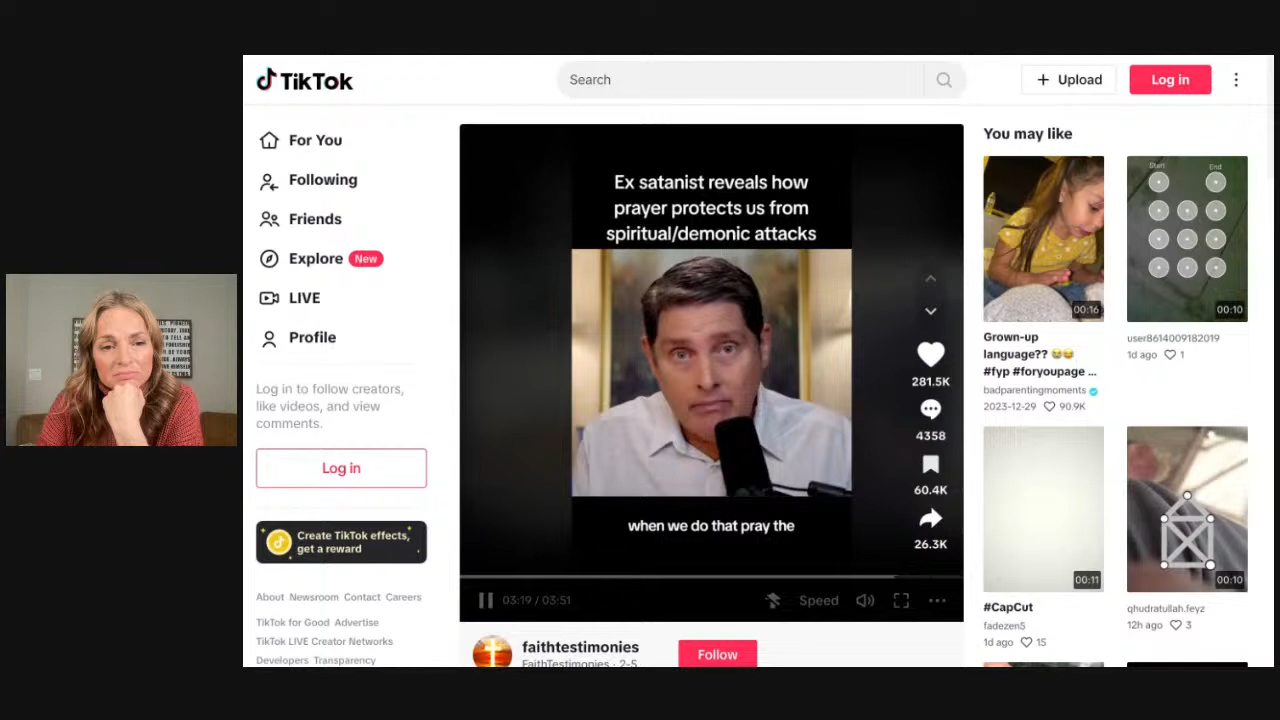 TikTok
Search
Upload
Log in
For You
Following
Friends
Explore New
LIVE
Profile
Log in to follow creators,
like videos, and view
comments.
Log in
Create TikTok effects,
get a reward
About Newsroom Contact Careers
TikTok for Good Advertise
TikTok LIVE Creator Networks
Developers Transparency
Ex satanist reveals how
prayer protects us from
spiritual/demonic attacks
when we do that pray the
281.5K
4358
60.4K
26.3K
03:19 / 03:51
Speed
faithtestimonies
FaithTestimonies · 2-5
Follow
You may like
00:16
Grown-up
language?? 😭😂
#fyp #foryoupage ...
badparentingmoments
2023-12-29 90.9K
Start End
00:10
user8614009182019
1d ago 1
00:11
#CapCut
fadezen5
1d ago 15
00:10
qhudratullah.feyz
12h ago 3